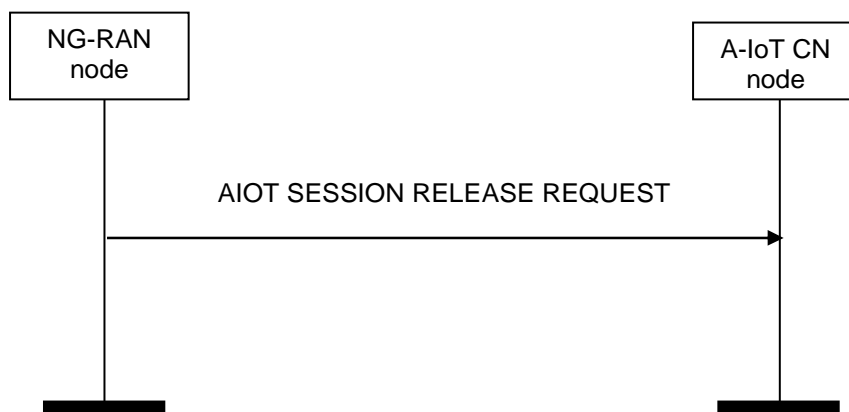 NG-RAN
node
A-IoT CN
node
AIOT SESSION RELEASE REQUEST